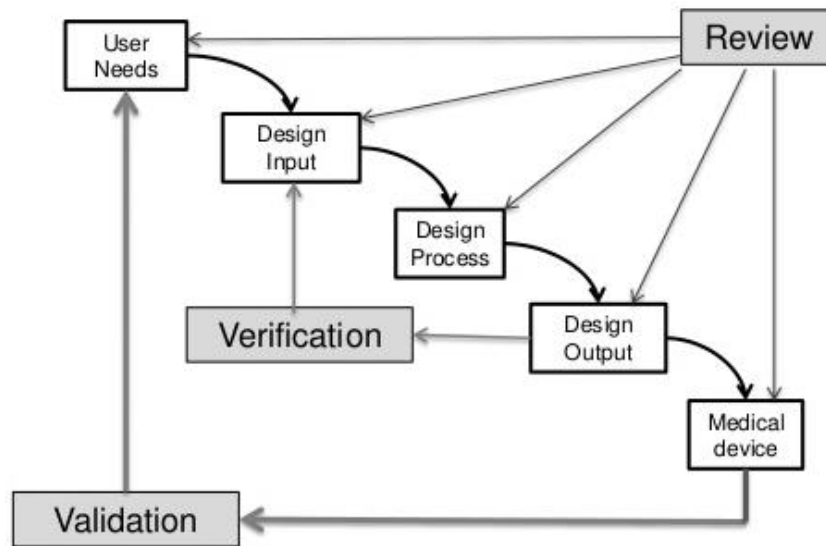 User
Needs
Review
Design
Input
Design
Process
Verification
Design
Output
Medical
device
Validation